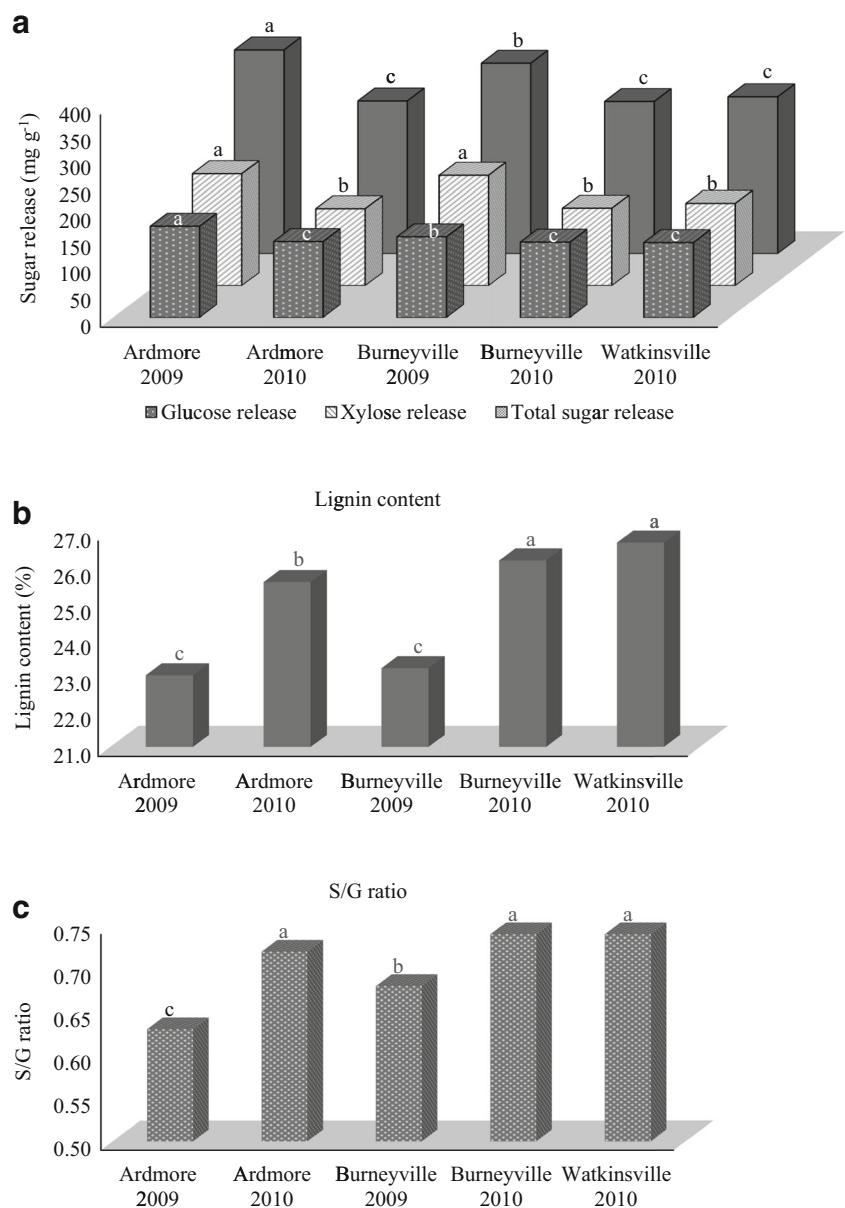 a
a
c
b
c
c
a
b
a
b
b
a
c
b
c
c
Sugar release (mg g-1)
400
350
300
250
200
150
100
50
0
Ardmore 2009
Ardmore 2010
Burneyville 2009
Burneyville 2010
Watkinsville 2010
Glucose release
Xylose release
Total sugar release
b
Lignin content
Lignin content (%)
27.0
26.0
25.0
24.0
23.0
22.0
21.0
c
b
c
a
a
Ardmore 2009
Ardmore 2010
Burneyville 2009
Burneyville 2010
Watkinsville 2010
c
S/G ratio
S/G ratio
0.75
0.70
0.65
0.60
0.55
0.50
c
a
b
a
a
Ardmore 2009
Ardmore 2010
Burneyville 2009
Burneyville 2010
Watkinsville 2010